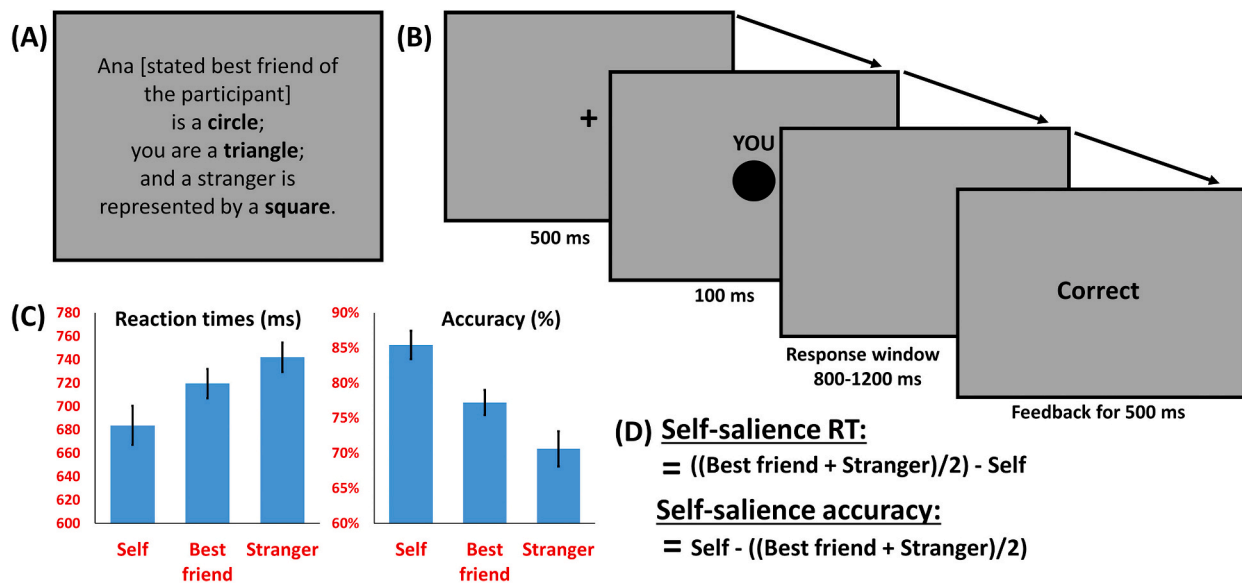 (A)
Ana [stated best friend of
the participant]
is a circle;
you are a triangle;
and a stranger is
represented by a square.
(B)
+
500 ms
YOU
100 ms
Response window
800-1200 ms
Correct
Feedback for 500 ms
(C)
Reaction times (ms)
780
760
740
720
700
680
660
640
620
600
Self
Best
friend
Stranger
Accuracy (%)
90%
85%
80%
75%
70%
65%
60%
Self
Best
friend
Stranger
(D)
Self-salience RT:
= ((Best friend + Stranger)/2) - Self
Self-salience accuracy:
= Self - ((Best friend + Stranger)/2)